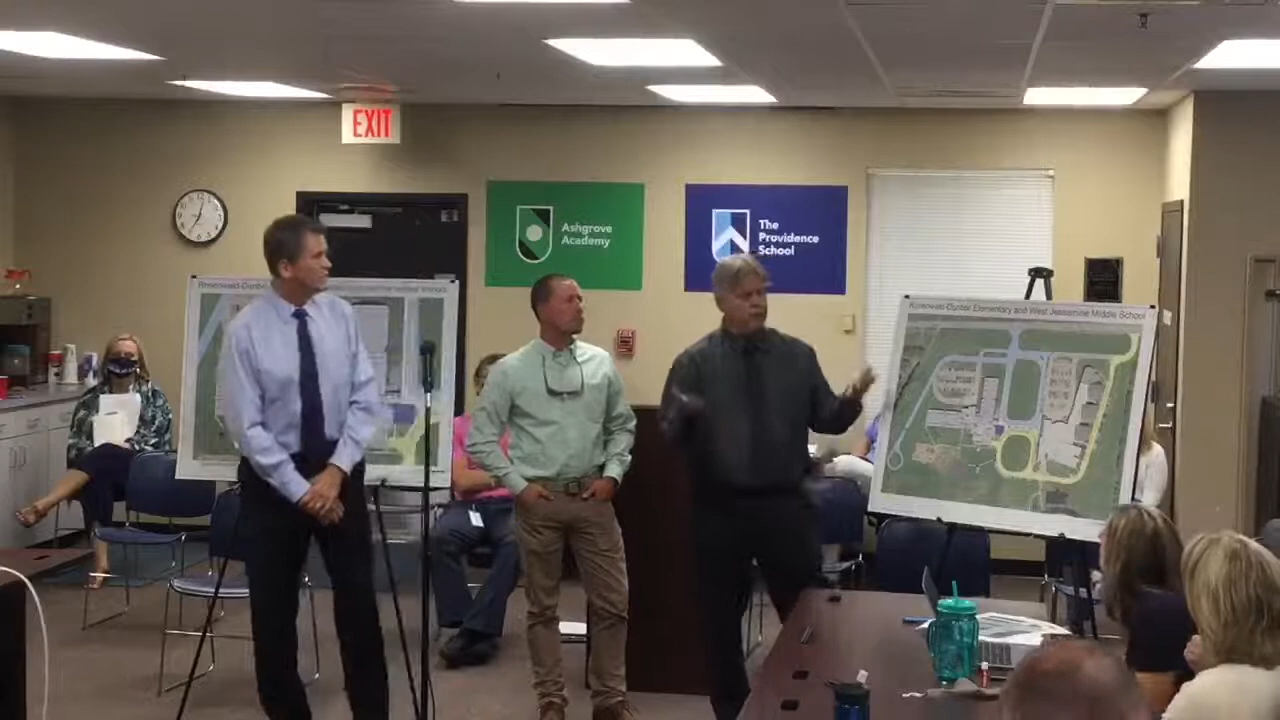 EXIT
Ashgrove
Academy
The
Providence
School
Rosenwald-Dunbar Elementary and West Jessamine Middle School